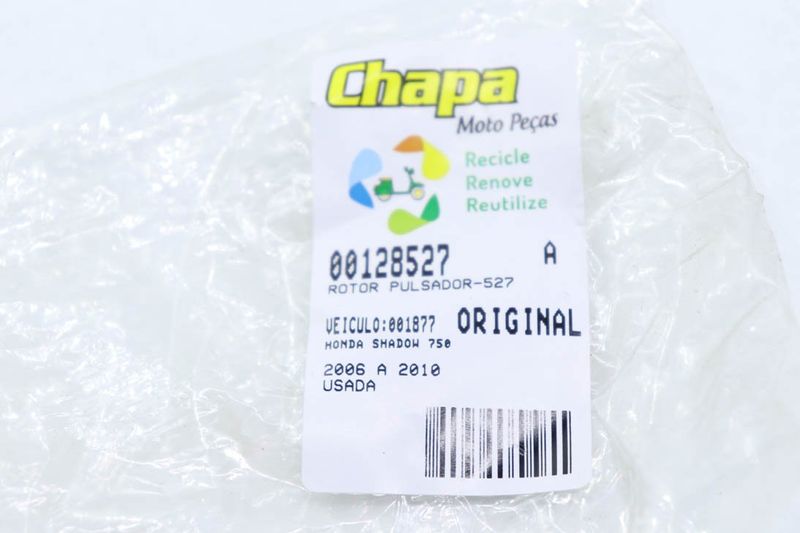 Chapa
Moto Peças
Recicle
Renove
Reutilize
00128527 A
ROTOR PULSADOR-527
VEICULO:001877 ORIGINAL
HONDA SHADOW 750
2006 A 2010
USADA